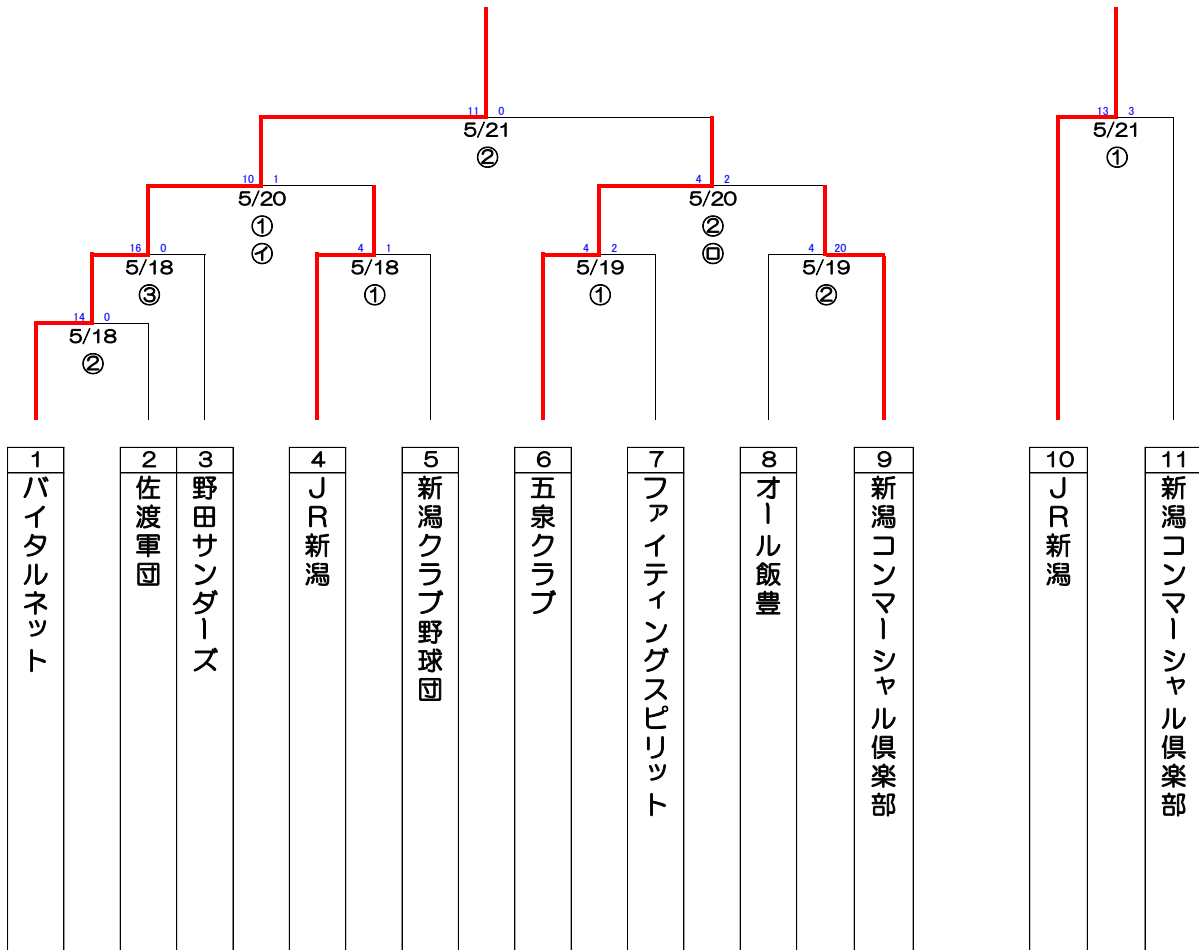 11 0
13 3
5/21
5/21
②
①
10 1
4 2
5/20
5/20
①
②
イ
ロ
16 0
4 1
4 2
4 20
5/18
5/18
5/19
5/19
③
①
①
②
14 0
5/18
②
1 2 3 4 5 6 7 8 9 10 11
バイタルネット
佐渡軍団
野田サンダーズ
JR新潟
新潟クラブ野球団
五泉クラブ
ファイティングスピリット
オール飯豊
新潟コンマーシャル倶楽部
JR新潟
新潟コンマーシャル倶楽部